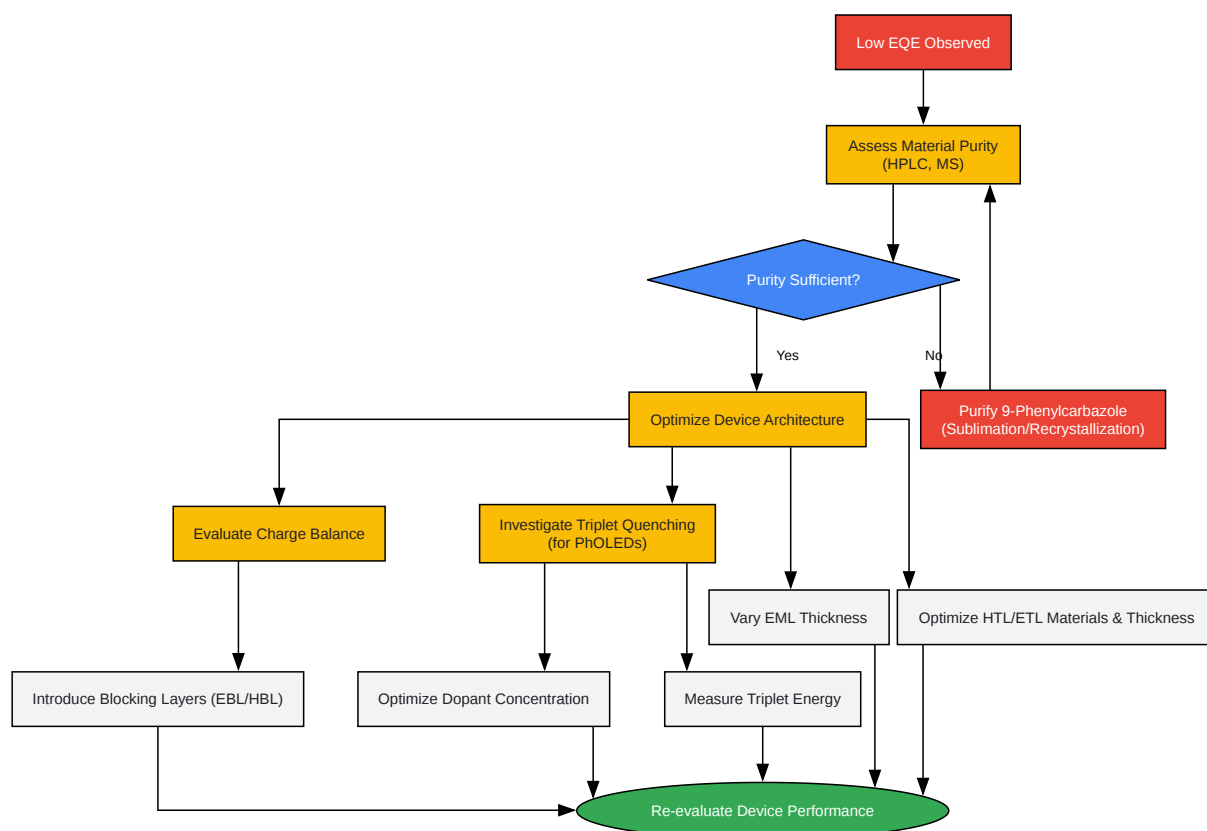 Low EQE Observed
Assess Material Purity
(HPLC, MS)
Purity Sufficient?
Yes
No
Optimize Device Architecture
Purify 9-Phenylcarbazole
(Sublimation/Recrystallization)
Evaluate Charge Balance
Investigate Triplet Quenching
(for PhOLEDs)
Vary EML Thickness
Optimize HTL/ETL Materials & Thickness
Introduce Blocking Layers (EBL/HBL)
Optimize Dopant Concentration
Measure Triplet Energy
Re-evaluate Device Performance